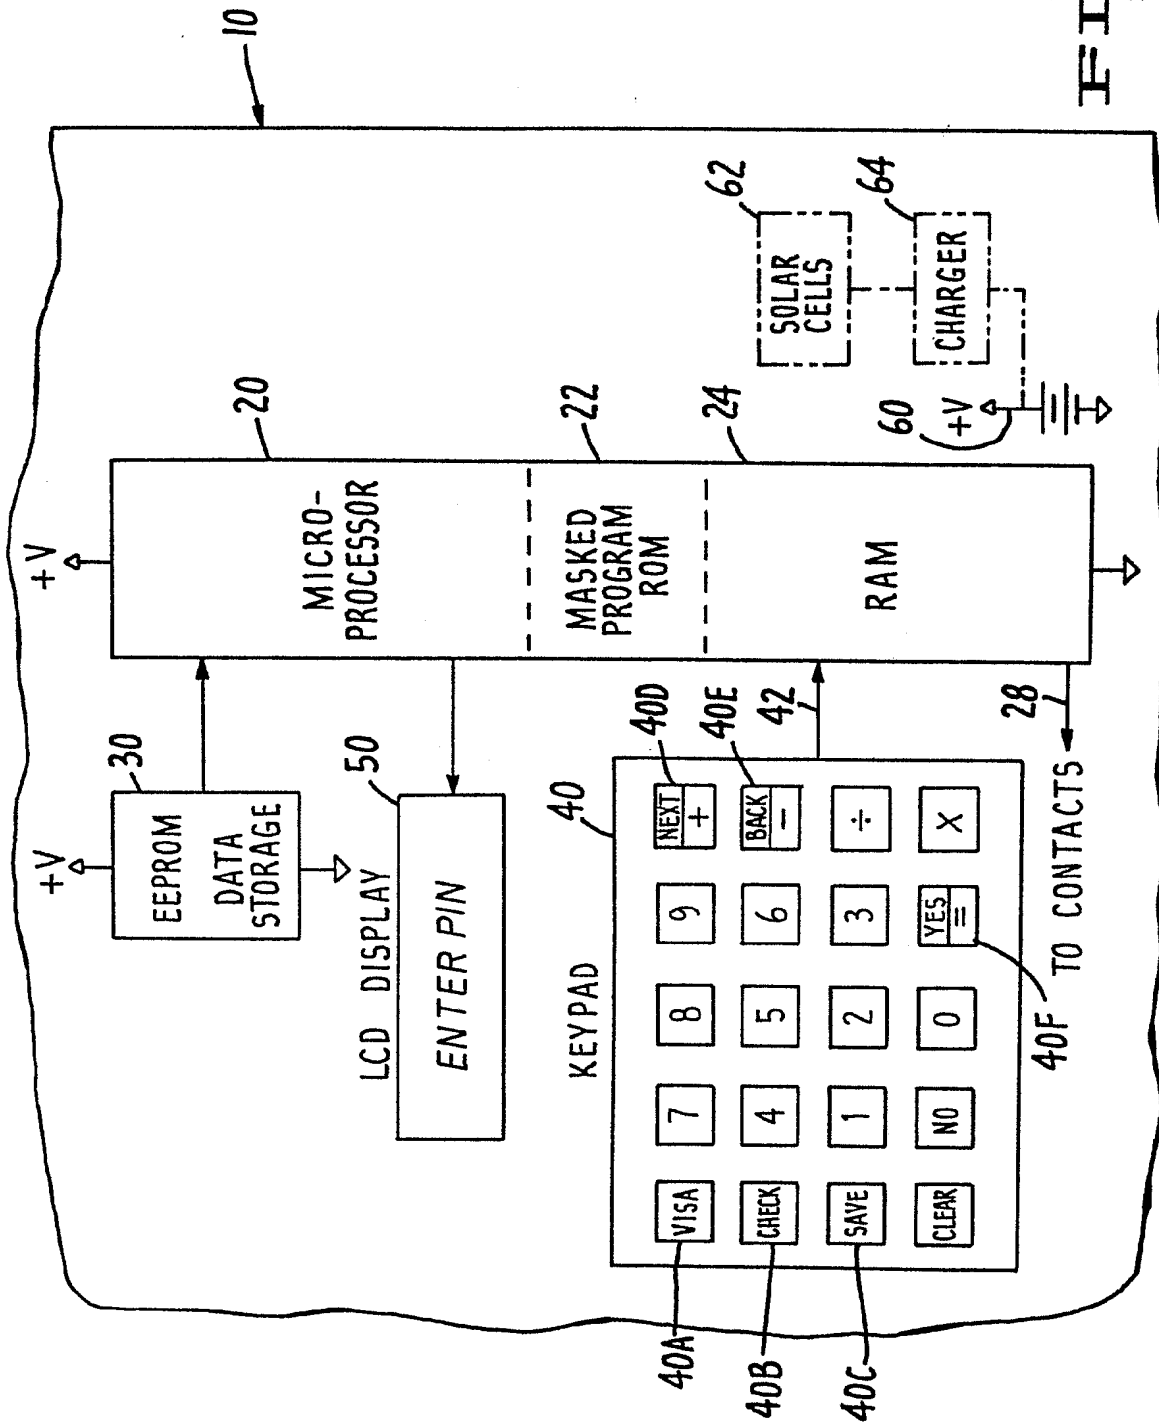 10
+V
+V
30
EEPROM
DATA
STORAGE
20
MICRO-
PROCESSOR
LCD DISPLAY
50
ENTER PIN
22
MASKED
PROGRAM
ROM
62
SOLAR
CELLS
24
RAM
64
CHARGER
60
+V
KEYPAD
40
40D
40E
42
28
40A
VISA
7
8
9
NEXT
+
40B
CHECK
4
5
6
BACK
−
40C
SAVE
1
2
3
÷
CLEAR
NO
0
YES
=
X
40F
TO CONTACTS